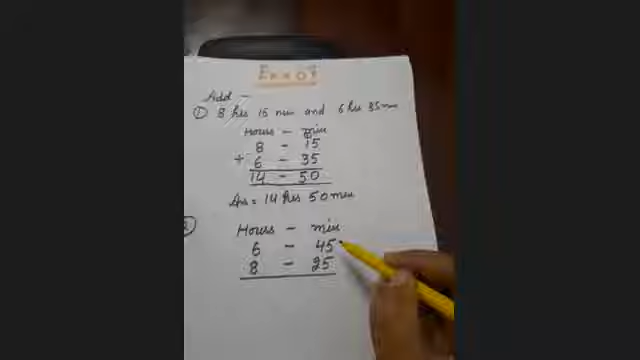 Add -
① 8 hrs 15 min and 6 hrs 35 min
Hours - min
8 - 15
+ 6 - 35
14 - 50
Ans = 14 hrs 50 min
② Hours - min
6 - 45
8 - 25